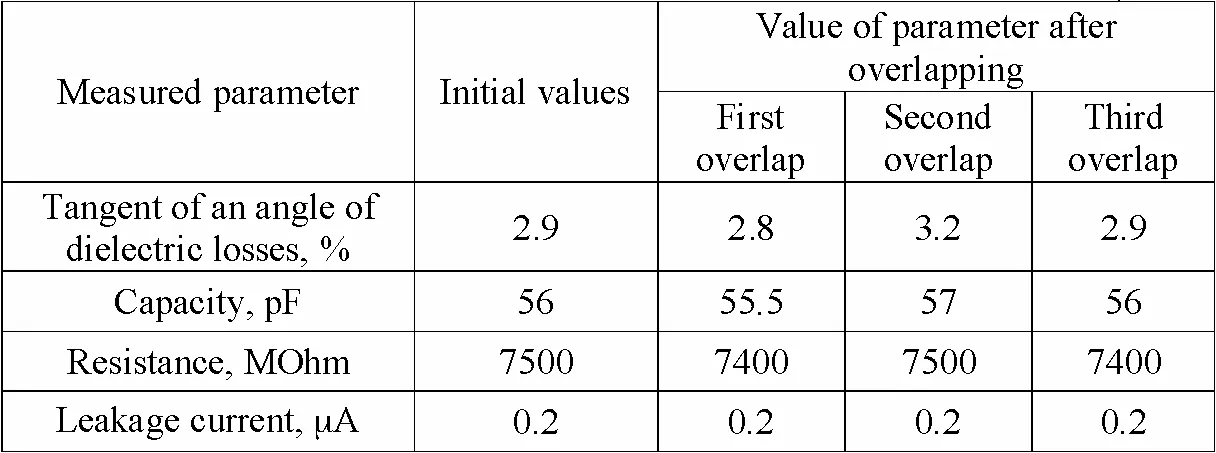 Measured parameter
Initial values
Value of parameter after
overlapping
First
overlap
Second
overlap
Third
overlap
Tangent of an angle of
dielectric losses, %
2.9
2.8
3.2
2.9
Capacity, pF
56
55.5
57
56
Resistance, MOhm
7500
7400
7500
7400
Leakage current, μA
0.2
0.2
0.2
0.2